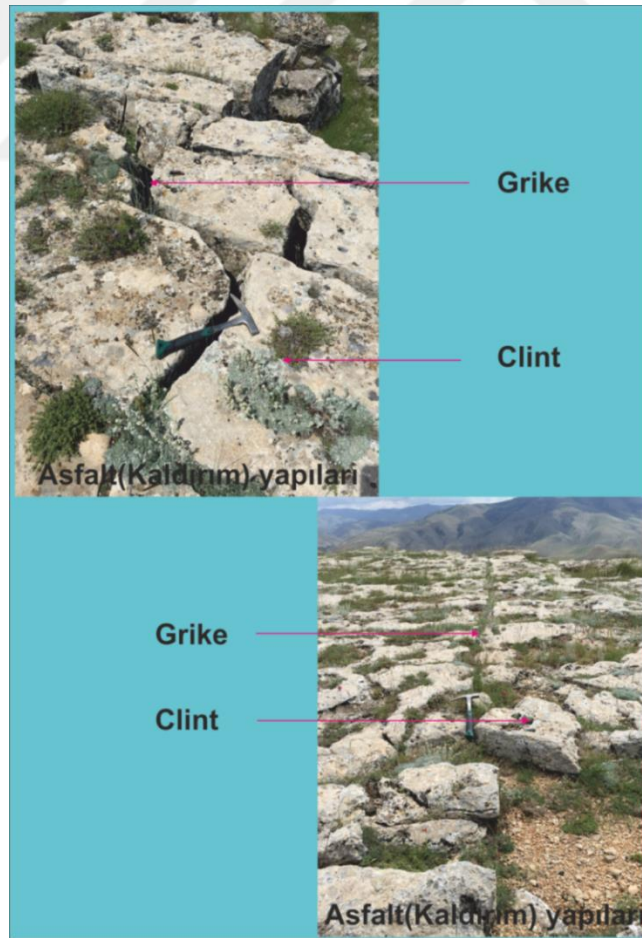 Grike
Clint
Asfalt(Kaldırım) yapıları
Grike
Clint
Asfalt(Kaldırım) yapıları